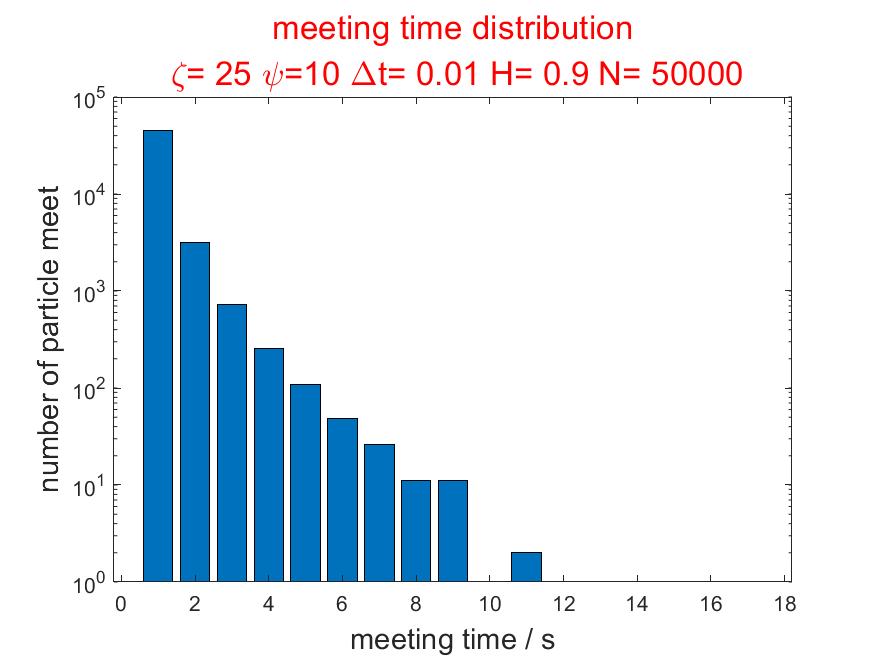 meeting time distribution
ζ= 25 ψ=10 Δt= 0.01 H= 0.9 N= 50000
number of particle meet
10^5
10^4
10^3
10^2
10^1
10^0
0 2 4 6 8 10 12 14 16 18
meeting time / s